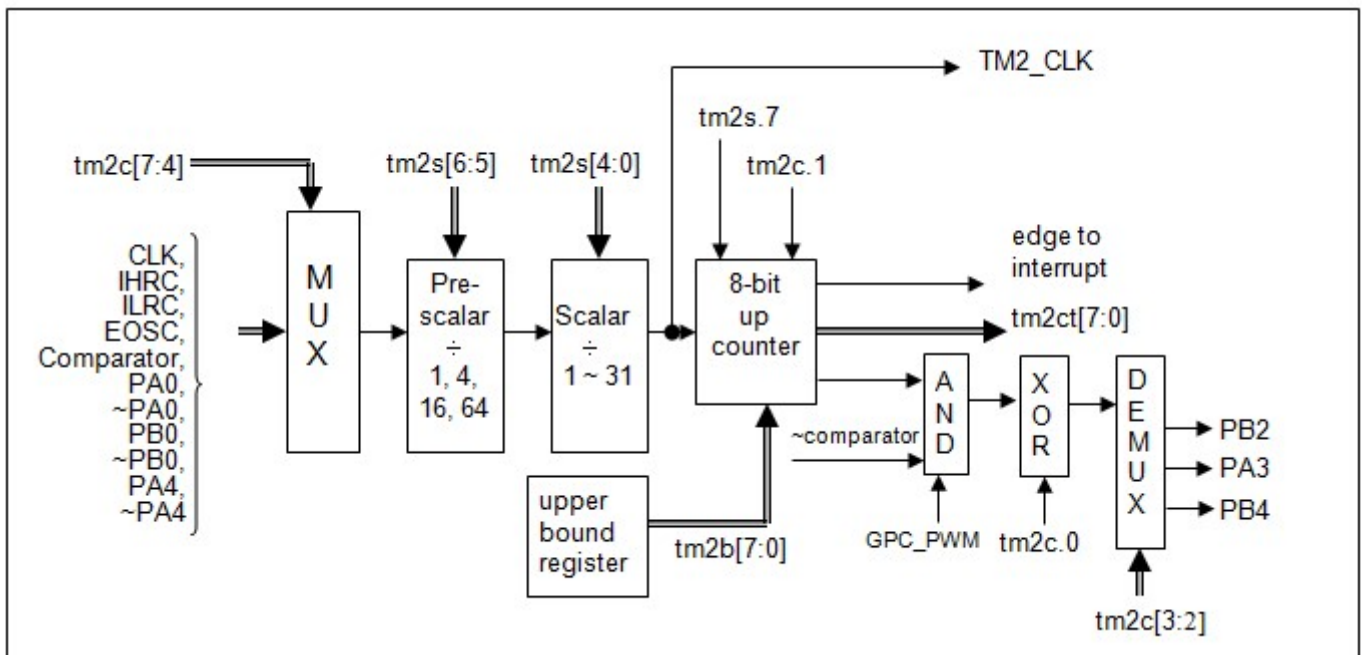 TM2_CLK
tm2s.7
tm2c[7:4]
tm2s[6:5]
tm2s[4:0]
tm2c.1
CLK,
IHRC,
ILRC,
EOSC,
Comparator,
PA0,
~PA0,
PB0,
~PB0,
PA4,
~PA4
M
U
X
Pre-
scalar
÷
1, 4,
16, 64
Scalar
÷
1 ~ 31
8-bit
up
counter
edge to
interrupt
tm2ct[7:0]
~comparator
A
N
D
X
O
R
D
E
M
U
X
PB2
PA3
PB4
upper
bound
register
tm2b[7:0]
GPC_PWM
tm2c.0
tm2c[3:2]